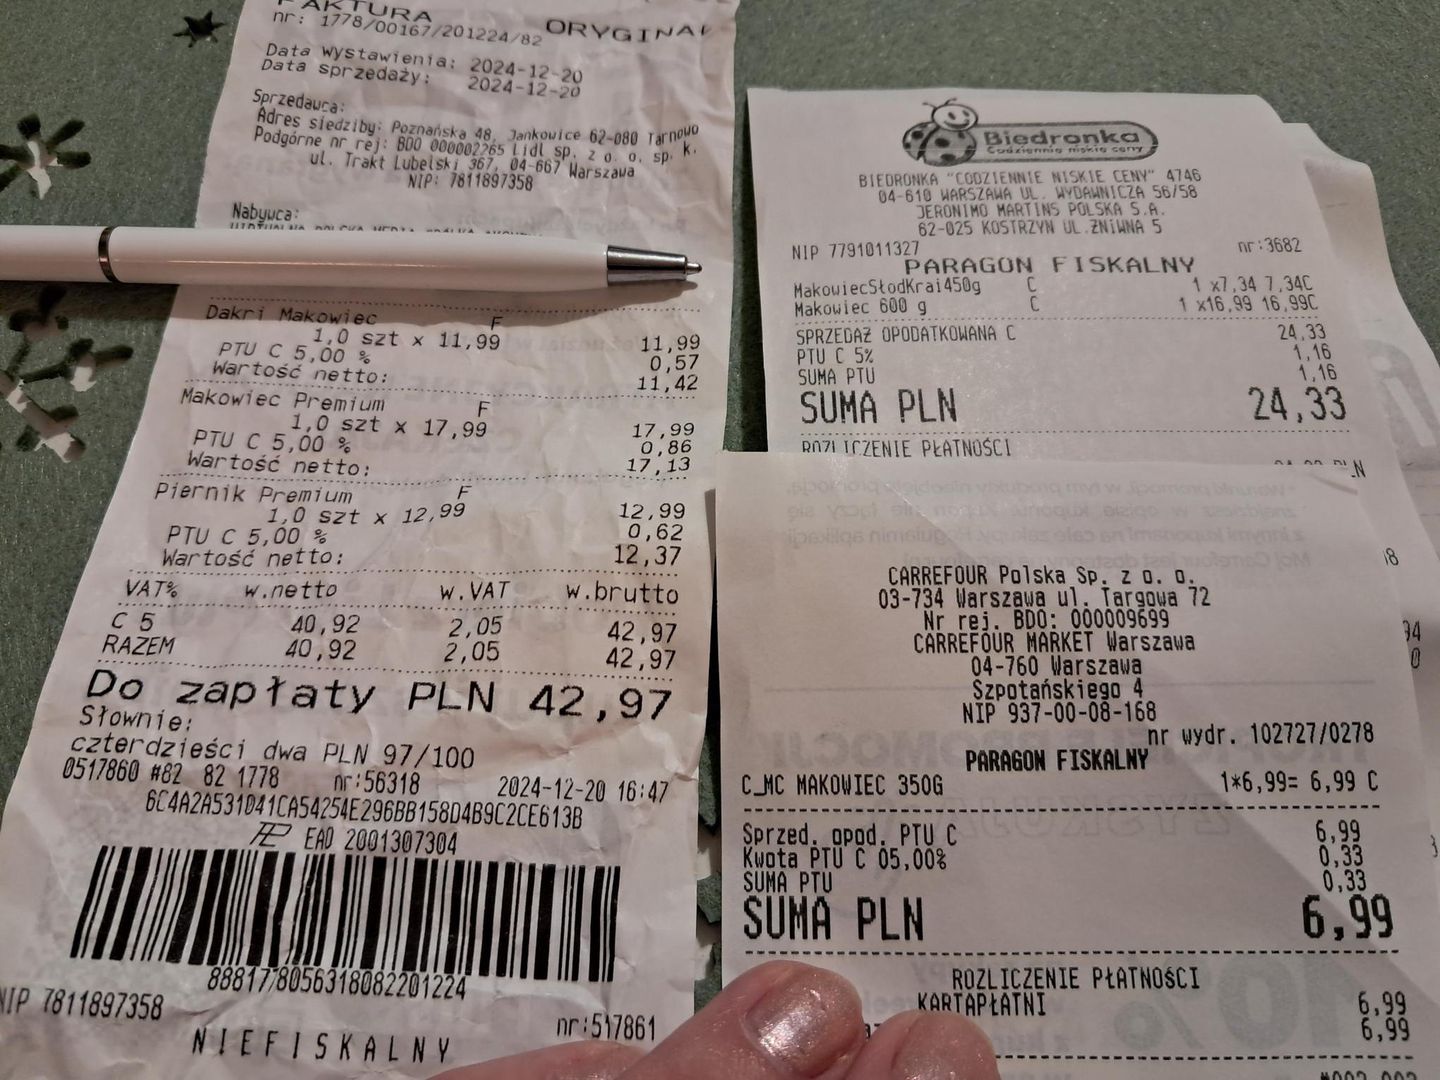 FAKTURA ORYGINAŁ
nr: 1778/00167/201224/82
Data wystawienia: 2024-12-20
Data sprzedaży: 2024-12-20
Sprzedawca:
Adres siedziby: Poznańska 48, Jankowice 62-080 Tarnowo
Podgórne nr rej: BDO 000002265 Lidl sp. z o. o. sp. k.
ul. Trakt Lubelski 367, 04-667 Warszawa
NIP: 7811897358
Nabywca:
Dakri Makowiec F
1,0 szt x 11,99 11,99
PTU C 5,00 % 0,57
Wartość netto: 11,42
Makowiec Premium F
1,0 szt x 17,99 17,99
PTU C 5,00 % 0,86
Wartość netto: 17,13
Piernik Premium F
1,0 szt x 12,99 12,99
PTU C 5,00 % 0,62
Wartość netto: 12,37
VAT% w.netto w.VAT w.brutto
C 5 40,92 2,05 42,97
RAZEM 40,92 2,05 42,97
Do zapłaty PLN 42,97
Słownie:
czterdzieści dwa PLN 97/100
0517860 #82 82 1778 nr:56318 2024-12-20 16:47
6C4A2A531D41CA54254E296BB158D4B9C2CE613B
EAO 2001307304
88817780563180822012​24
NIP 7811897358 nr:517861
NIEFISKALNY
Biedronka
Codziennie niskie ceny
BIEDRONKA "CODZIENNIE NISKIE CENY" 4746
04-610 WARSZAWA UL. WYDAWNICZA 56/58
JERONIMO MARTINS POLSKA S.A.
62-025 KOSTRZYN UL.ŻNIWNA 5
NIP 7791011327 nr:3682
PARAGON FISKALNY
MakowiecSłodKrai450g C 1 x7,34 7,34C
Makowiec 600 g C 1 x16,99 16,99C
SPRZEDAŻ OPODATKOWANA C 24,33
PTU C 5% 1,16
SUMA PTU 1,16
SUMA PLN 24,33
ROZLICZENIE PŁATNOŚCI
CARREFOUR Polska Sp. z o. o.
03-734 Warszawa ul. Targowa 72
Nr rej. BDO: 000009699
CARREFOUR MARKET Warszawa
04-760 Warszawa
Szpotańskiego 4
NIP 937-00-08-168
nr wydr. 102727/0278
PARAGON FISKALNY
C_MC MAKOWIEC 350G 1*6,99= 6,99 C
Sprzed. opod. PTU C 6,99
Kwota PTU C 05,00% 0,33
SUMA PTU 0,33
SUMA PLN 6,99
ROZLICZENIE PŁATNOŚCI
KARTAPŁATNI 6,99
6,99